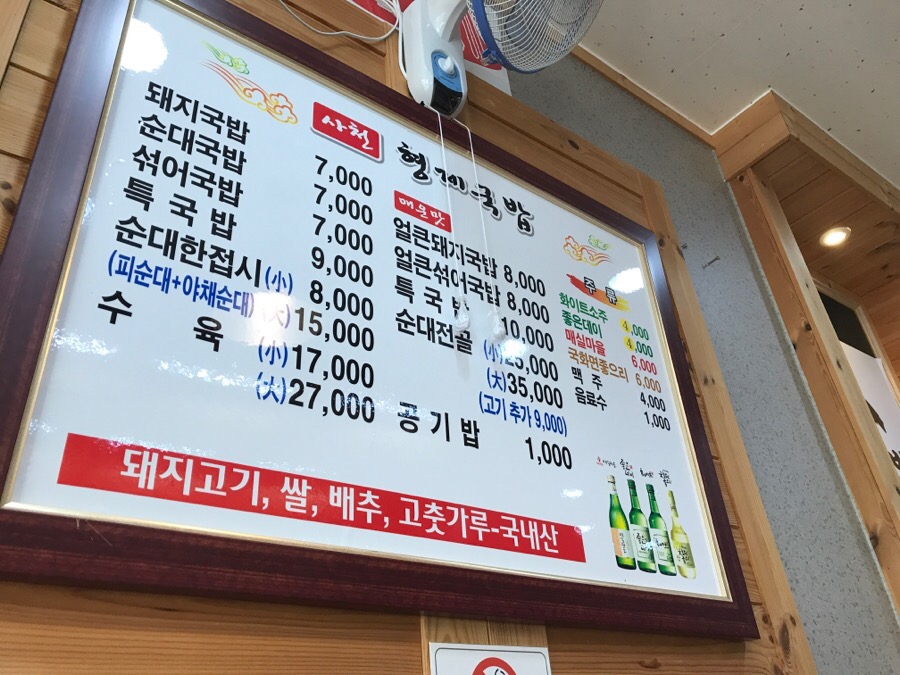 사천 형제국밥
돼지국밥 7,000
순대국밥 7,000
섞어국밥 7,000
특국밥 9,000
순대한접시 (小) 8,000
(피순대+야채순대) (大) 15,000
수육 (小) 17,000
(大) 27,000
매운맛
얼큰돼지국밥 8,000
얼큰섞어국밥 8,000
특국밥 10,000
순대전골 (小)
(大) 35,000
(고기 추가 9,000)
공기밥 1,000
주류
화이트소주 4,000
좋은데이 4,000
매실마을 6,000
국화면좋으리 6,000
맥주 4,000
음료수 1,000
돼지고기, 쌀, 배추, 고춧가루-국내산